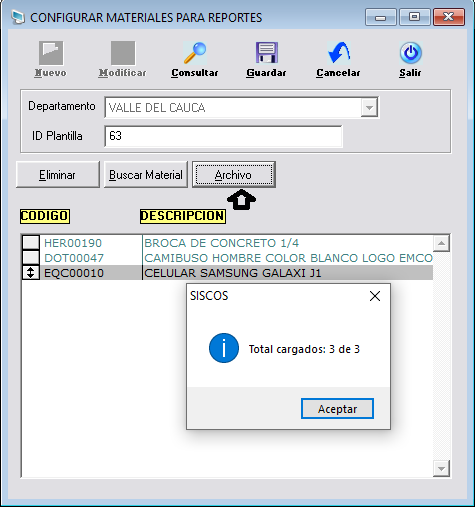 CONFIGURAR MATERIALES PARA REPORTES
Nuevo Modificar Consultar Guardar Cancelar Salir
Departamento VALLE DEL CAUCA
ID Plantilla 63
Eliminar Buscar Material Archivo
CODIGO DESCRIPCION
HER00190 BROCA DE CONCRETO 1/4
DOT00047 CAMIBUSO HOMBRE COLOR BLANCO LOGO EMCO
EQC00010 CELULAR SAMSUNG GALAXI J1
SISCOS
Total cargados: 3 de 3
Aceptar